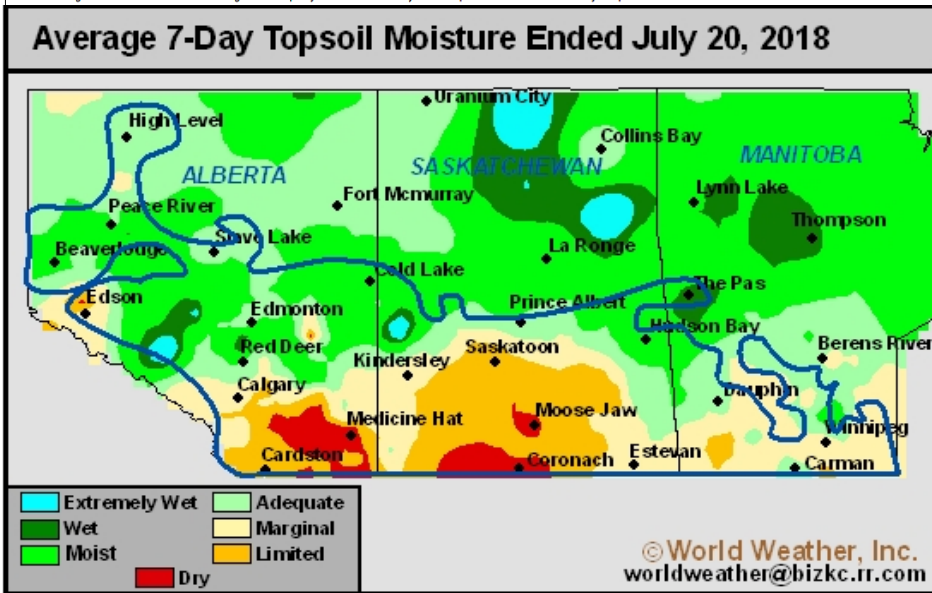 Average 7-Day Topsoil Moisture Ended July 20, 2018
Uranium City
High Level
Collins Bay
ALBERTA
SASKATCHEWAN
MANITOBA
Fort Mcmurray
Lynn Lake
Peace River
Thompson
Slave Lake
Beaverlodge
La Ronge
Cold Lake
The Pas
Edson
Edmonton
Prince Albert
Hudson Bay
Red Deer
Kindersley
Saskatoon
Berens River
Calgary
Dauphin
Medicine Hat
Moose Jaw
Winnipeg
Cardston
Coronach
Estevan
Carman
Extremely Wet
Adequate
Wet
Marginal
Moist
Limited
Dry
©World Weather, Inc.
worldweather@bizkc.rr.com